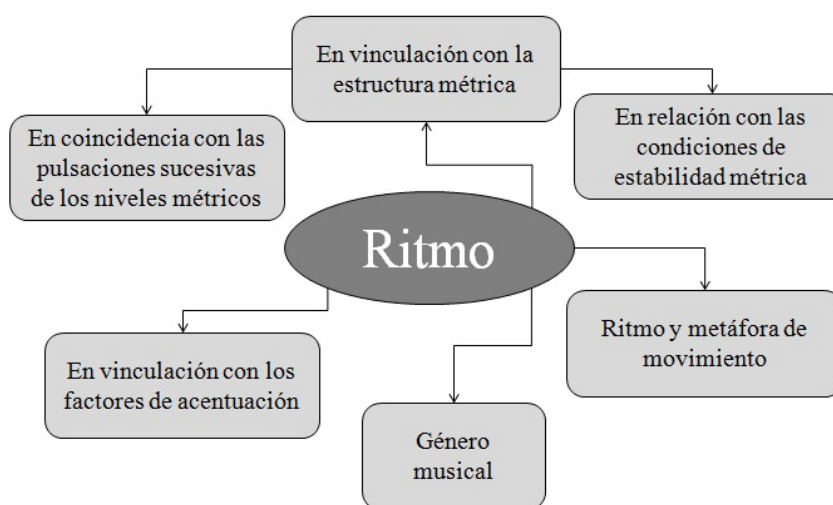 En vinculación con la
estructura métrica
En coincidencia con las
pulsaciones sucesivas
de los niveles métricos
En relación con las
condiciones de
estabilidad métrica
Ritmo
Ritmo y metáfora de
movimiento
En vinculación con los
factores de acentuación
Género
musical